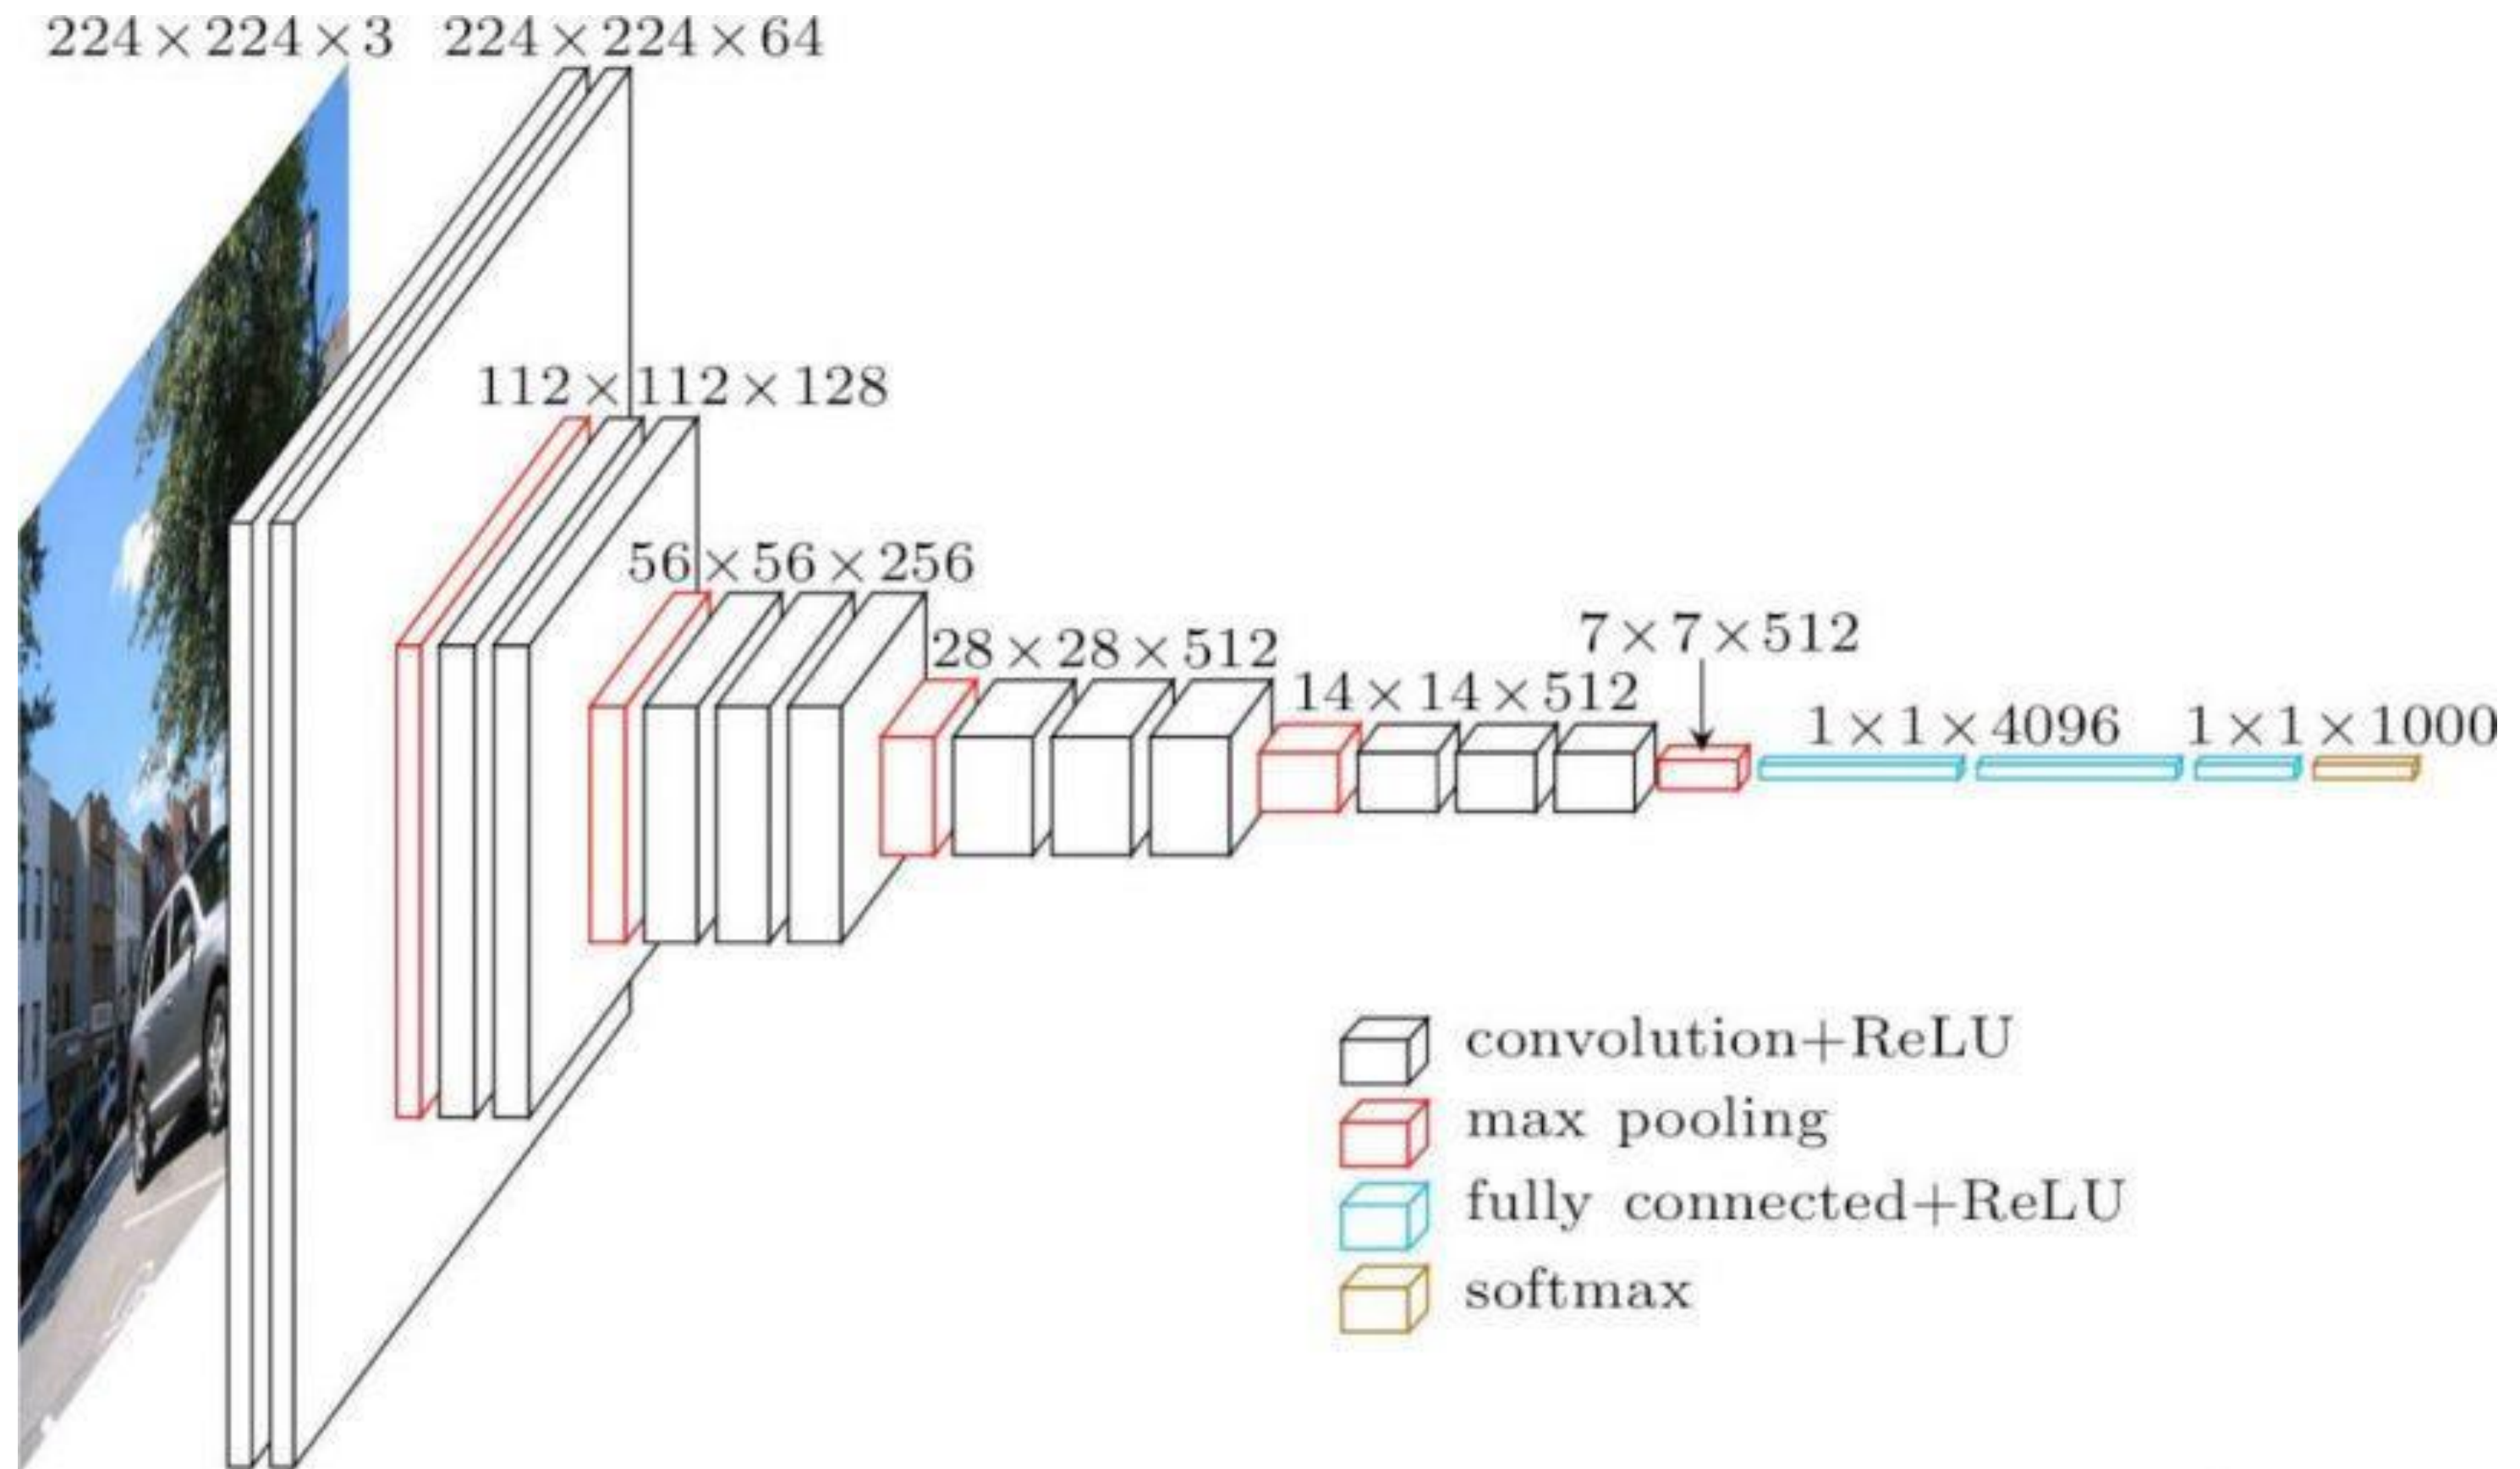 224×224×3
224×224×64
112×112×128
56×56×256
28×28×512
14×14×512
7×7×512
1×1×4096
1×1×1000
convolution+ReLU
max pooling
fully connected+ReLU
softmax